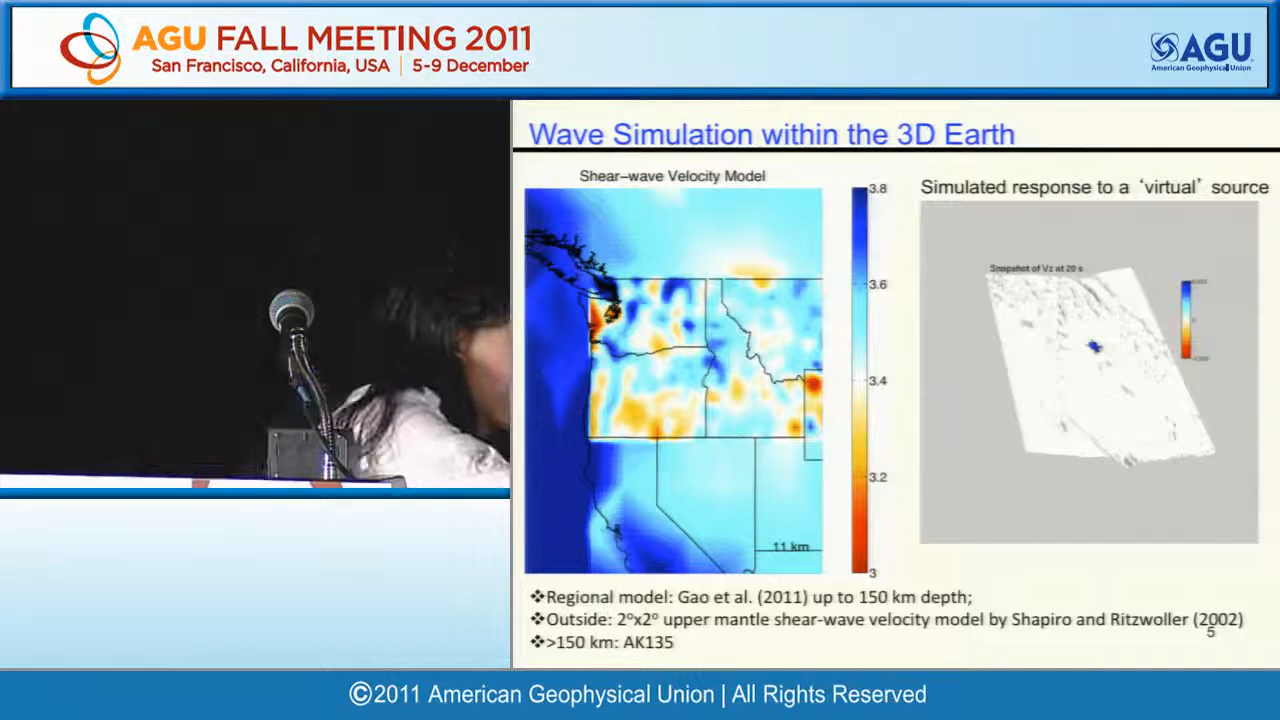 AGU FALL MEETING 2011
San Francisco, California, USA | 5-9 December
AGU
American Geophysical Union
Wave Simulation within the 3D Earth
Shear–wave Velocity Model
3.8
3.6
3.4
3.2
3
11 km
Simulated response to a ‘virtual’ source
Snapshot of Vz at 20 s
❖Regional model: Gao et al. (2011) up to 150 km depth;
❖Outside: 2°x2° upper mantle shear-wave velocity model by Shapiro and Ritzwoller (2002)
❖>150 km: AK135
5
©2011 American Geophysical Union | All Rights Reserved